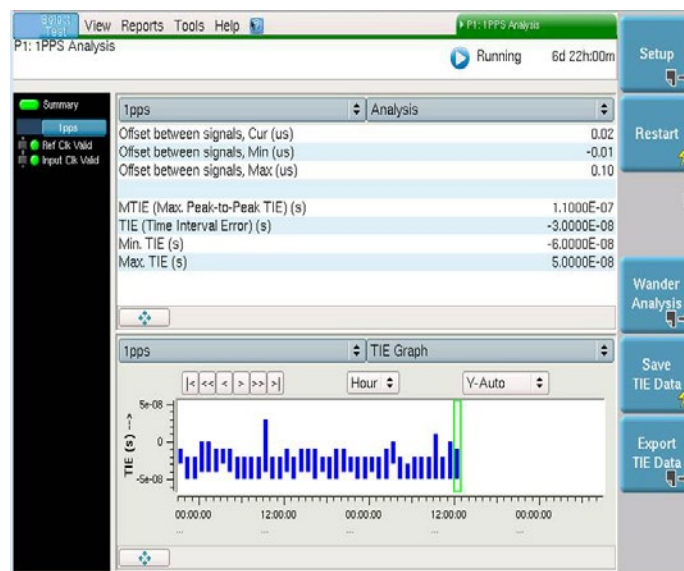 Test View Reports Tools Help
P1: 1PPS Analysis
P1: 1PPS Analysis
Running 6d 22h:00m
Setup
Restart
Wander Analysis
Save TIE Data
Export TIE Data
Summary
1pps
Ref Clk Valid
Input Clk Valid
1pps Analysis
Offset between signals, Cur (us) 0.02
Offset between signals, Min (us) -0.01
Offset between signals, Max (us) 0.10
MTIE (Max. Peak-to-Peak TIE) (s) 1.1000E-07
TIE (Time Interval Error) (s) -3.0000E-08
Min. TIE (s) -6.0000E-08
Max. TIE (s) 5.0000E-08
1pps TIE Graph
|< << < > >> >| Hour Y-Auto
TIE (s) -->
5e-08
0
-5e-08
00:00:00 12:00:00 00:00:00 12:00:00 00:00:00
... ... ... ... ...